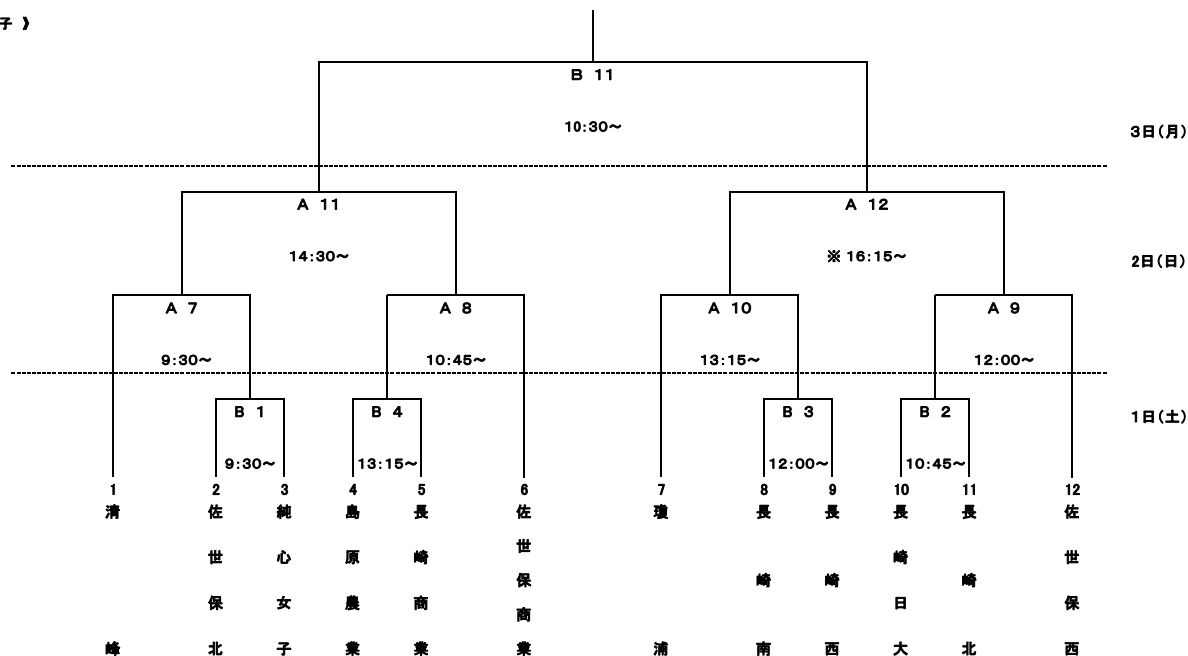 子 》
B 11
10:30~
3日(月)
A 11
A 12
14:30~
※ 16:15~
2日(日)
A 7
A 8
A 10
A 9
9:30~
10:45~
13:15~
12:00~
B 1
B 4
B 3
B 2
1日(土)
9:30~
13:15~
12:00~
10:45~
1
2
3
4
5
6
7
8
9
10
11
12
清峰
佐世保北
純心女子
島原農業
長崎商業
佐世保商業
瓊浦
長崎南
長崎西
長崎日大
長崎北
佐世保西